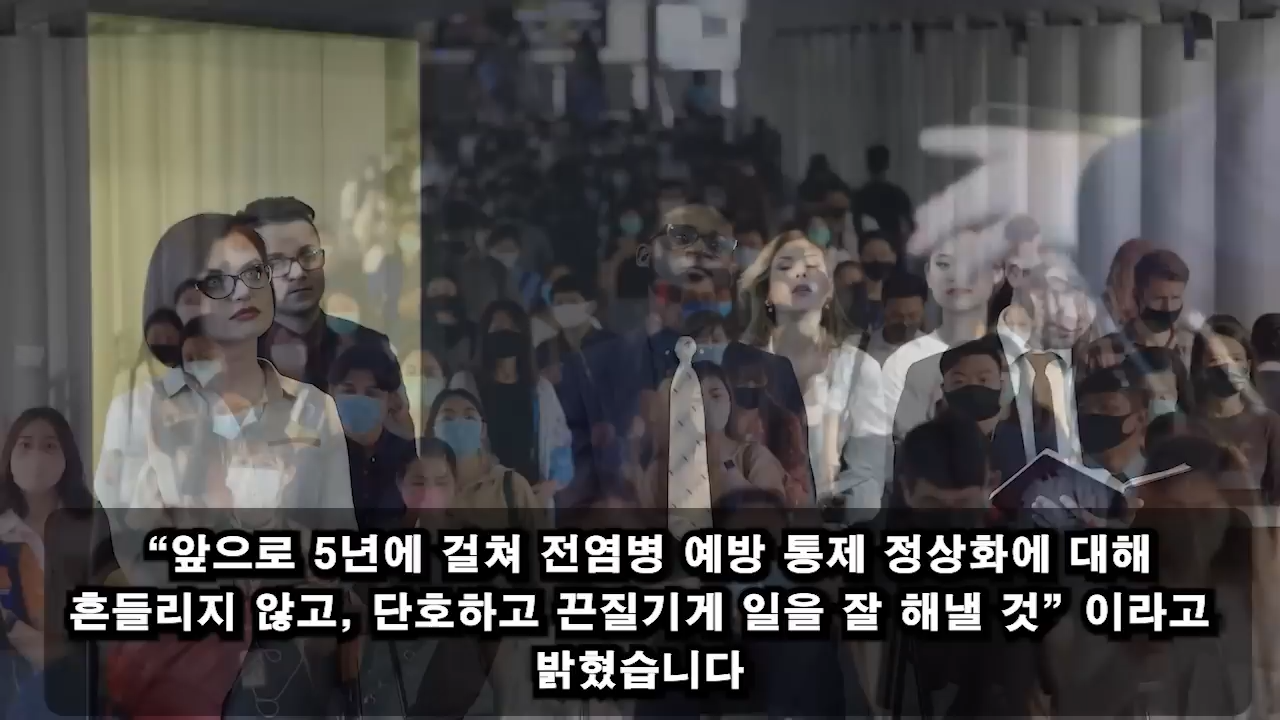 “앞으로 5년에 걸쳐 전염병 예방 통제 정상화에 대해
흔들리지 않고, 단호하고 끈질기게 일을 잘 해낼 것” 이라고
밝혔습니다